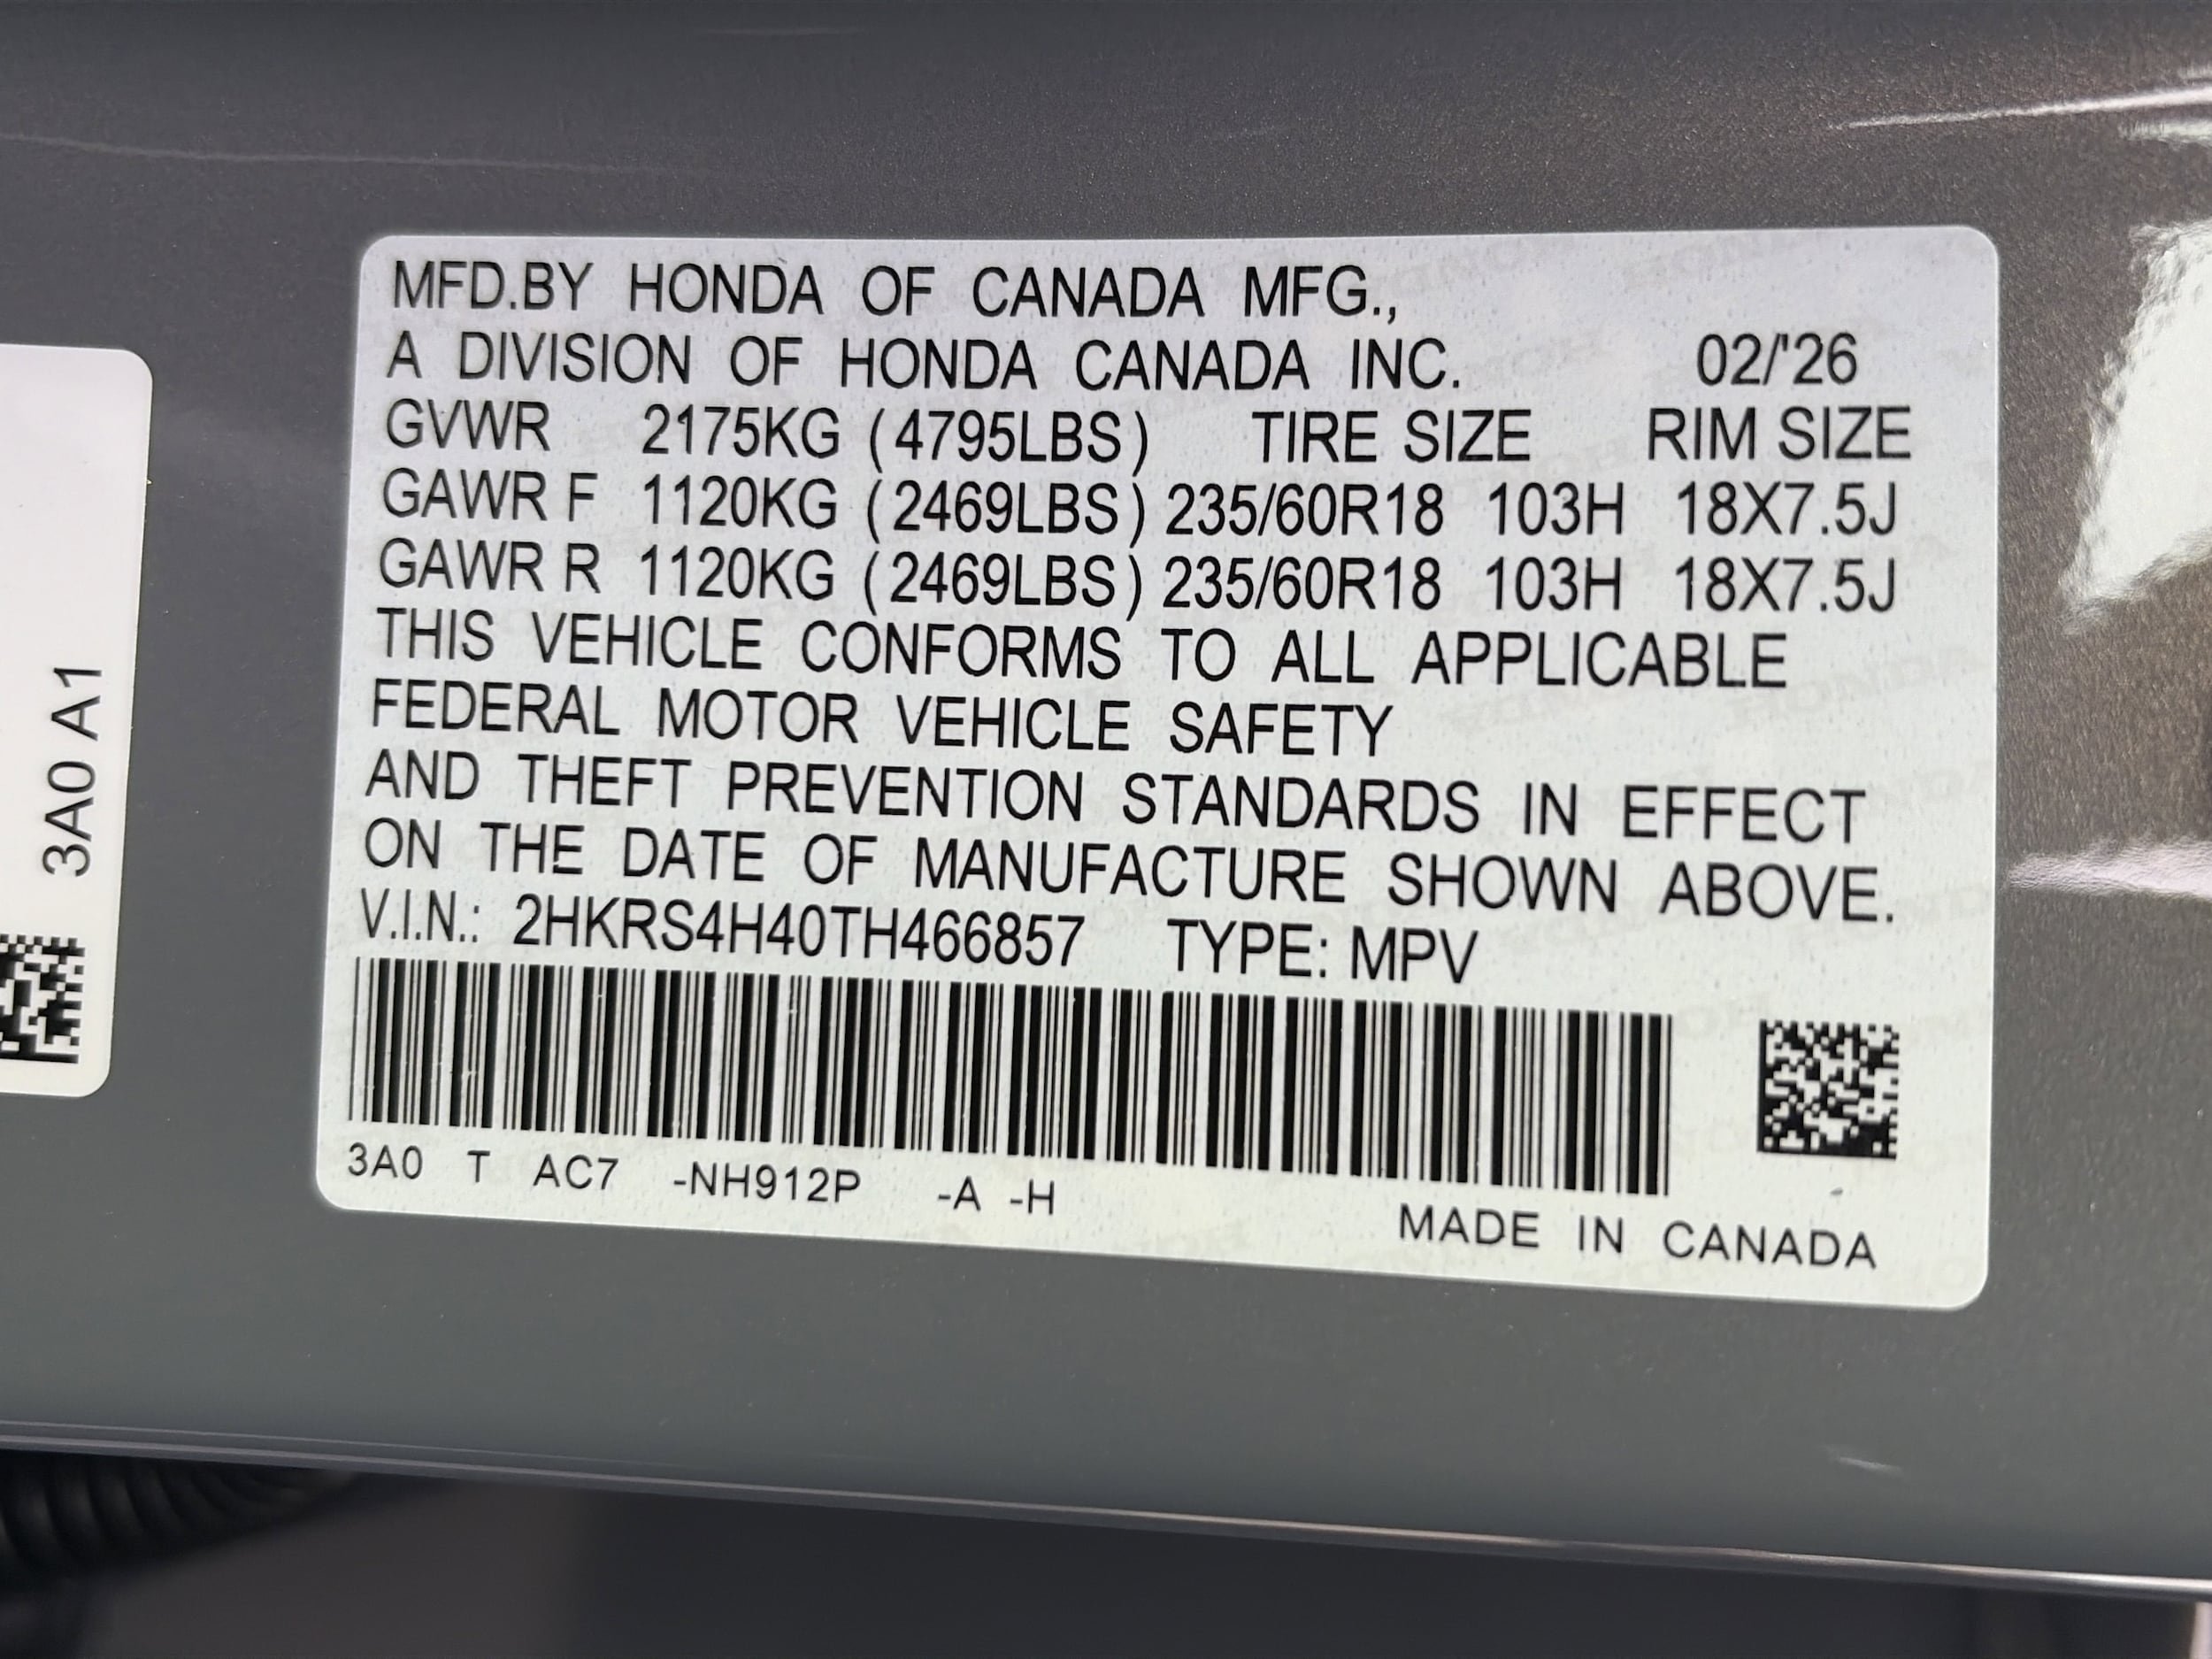 MFD.BY HONDA OF CANADA MFG.,
A DIVISION OF HONDA CANADA INC. 02/'26
GVWR 2175KG (4795LBS) TIRE SIZE RIM SIZE
GAWR F 1120KG (2469LBS) 235/60R18 103H 18X7.5J
GAWR R 1120KG (2469LBS) 235/60R18 103H 18X7.5J
THIS VEHICLE CONFORMS TO ALL APPLICABLE
FEDERAL MOTOR VEHICLE SAFETY
AND THEFT PREVENTION STANDARDS IN EFFECT
ON THE DATE OF MANUFACTURE SHOWN ABOVE.
V.I.N.: 2HKRS4H40TH466857 TYPE: MPV
3A0 T AC7 -NH912P -A -H
MADE IN CANADA
3A0 A1